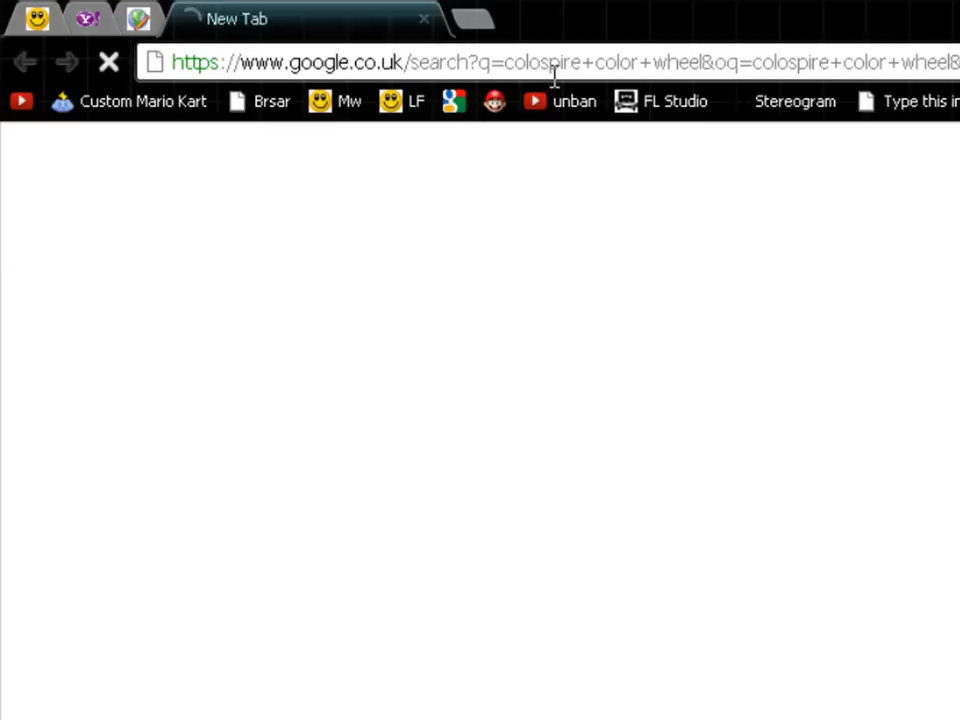 New Tab
https://www.google.co.uk/search?q=colospire+color+wheel&oq=colospire+color+wheel&
Custom Mario Kart Brsar Mw LF unban FL Studio Stereogram Type this in